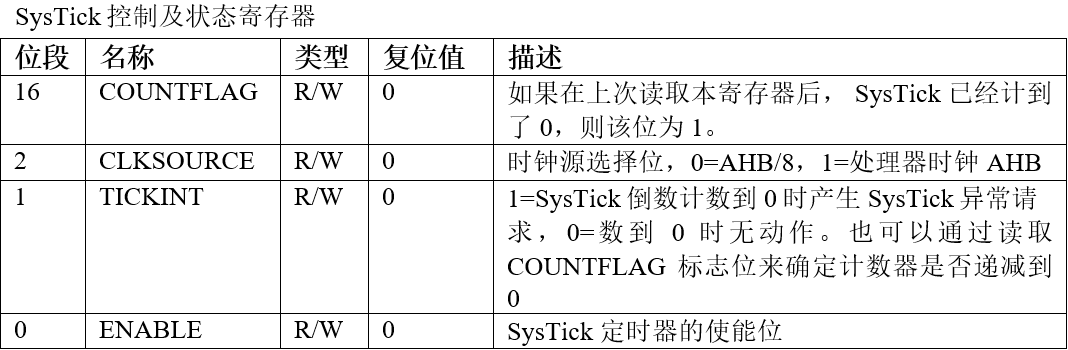 SysTick 控制及状态寄存器
位段 名称 类型 复位值 描述
16 COUNTFLAG R/W 0 如果在上次读取本寄存器后， SysTick 已经计到
了 0，则该位为 1。
2 CLKSOURCE R/W 0 时钟源选择位，0=AHB/8，1=处理器时钟 AHB
1 TICKINT R/W 0 1=SysTick 倒数计数到 0 时产生 SysTick 异常请
求，0=数到 0 时无动作。也可以通过读取
COUNTFLAG 标志位来确定计数器是否递减到
0
0 ENABLE R/W 0 SysTick 定时器的使能位